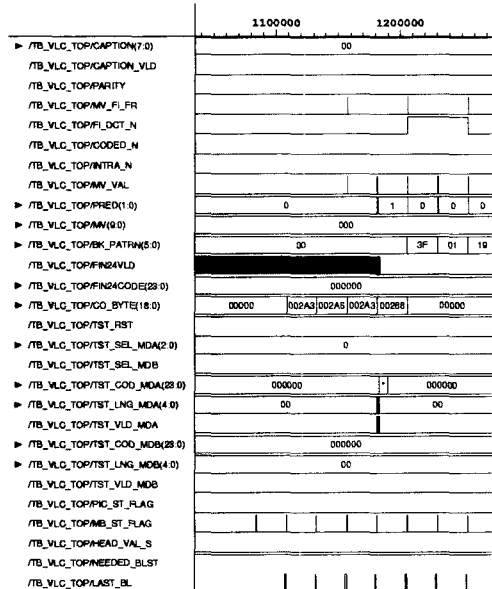 1100000 1200000
/TB_VLC_TOP/CAPTION(7:0) 00
/TB_VLC_TOP/CAPTION_VLD
/TB_VLC_TOP/PARITY
/TB_VLC_TOP/MV_FI_FR
/TB_VLC_TOP/FI_DCT_N
/TB_VLC_TOP/CODED_N
/TB_VLC_TOP/INTRA_N
/TB_VLC_TOP/MV_VAL
/TB_VLC_TOP/PRED(1:0) 0 1 0 0 0
/TB_VLC_TOP/MV(9:0) 000
/TB_VLC_TOP/BK_PATRN(5:0) 00 3F 01 19
/TB_VLC_TOP/FIN24VLD
/TB_VLC_TOP/FIN24CODE(23:0) 000000
/TB_VLC_TOP/CO_BYTE(18:0) 00000 002A3 002A5 002A3 00288 00000
/TB_VLC_TOP/TST_RST
/TB_VLC_TOP/TST_SEL_MDA(2:0) 0
/TB_VLC_TOP/TST_SEL_MDB
/TB_VLC_TOP/TST_COD_MDA(23:0) 000000 * 000000
/TB_VLC_TOP/TST_LNG_MDA(4:0) 00 00
/TB_VLC_TOP/TST_VLD_MDA
/TB_VLC_TOP/TST_COD_MDB(23:0) 000000
/TB_VLC_TOP/TST_LNG_MDB(4:0) 00
/TB_VLC_TOP/TST_VLD_MDB
/TB_VLC_TOP/PIC_ST_FLAG
/TB_VLC_TOP/MB_ST_FLAG
/TB_VLC_TOP/HEAD_VAL_S
/TB_VLC_TOP/NEEDED_BLST
/TB_VLC_TOP/LAST_BL